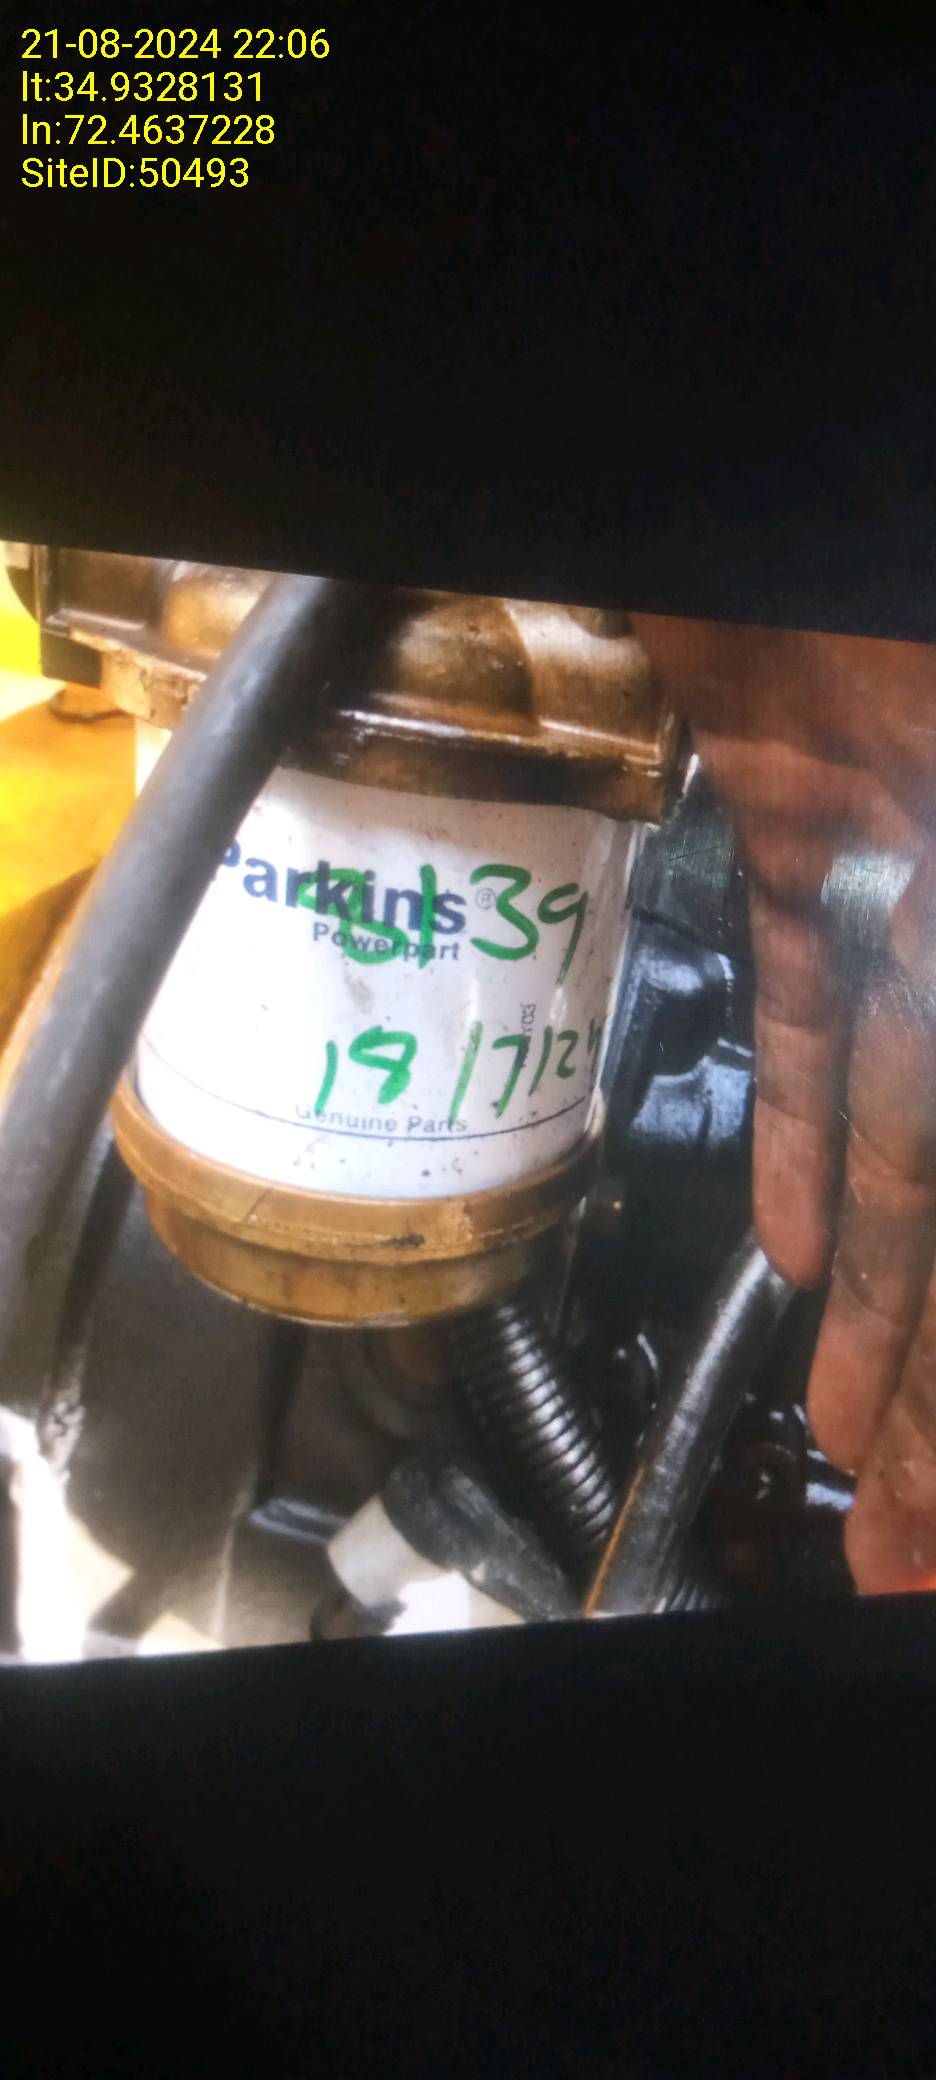 21-08-2024 22:06
lt:34.9328131
ln:72.4637228
SiteID:50493
Parkins®
Powerpart
39
18/7/24
Genuine Parts